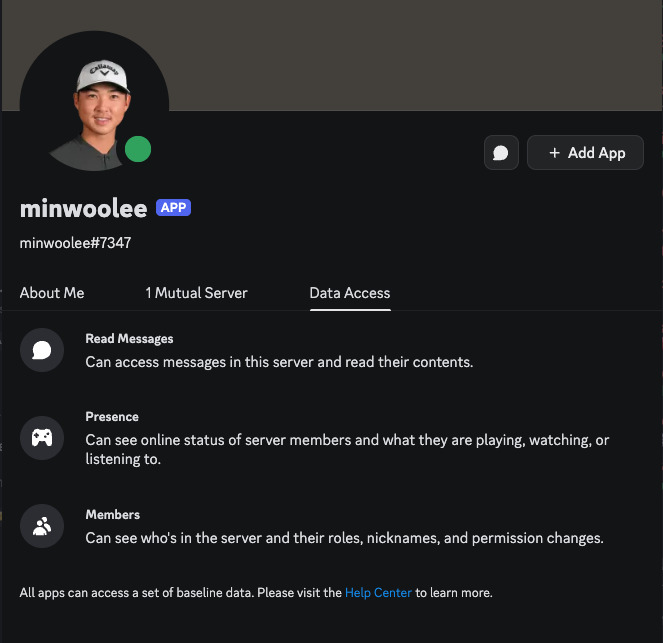 Callaway
minwoolee APP
minwoolee#7347
+ Add App
About Me 1 Mutual Server Data Access
Read Messages
Can access messages in this server and read their contents.
Presence
Can see online status of server members and what they are playing, watching, or
listening to.
Members
Can see who's in the server and their roles, nicknames, and permission changes.
All apps can access a set of baseline data. Please visit the Help Center to learn more.